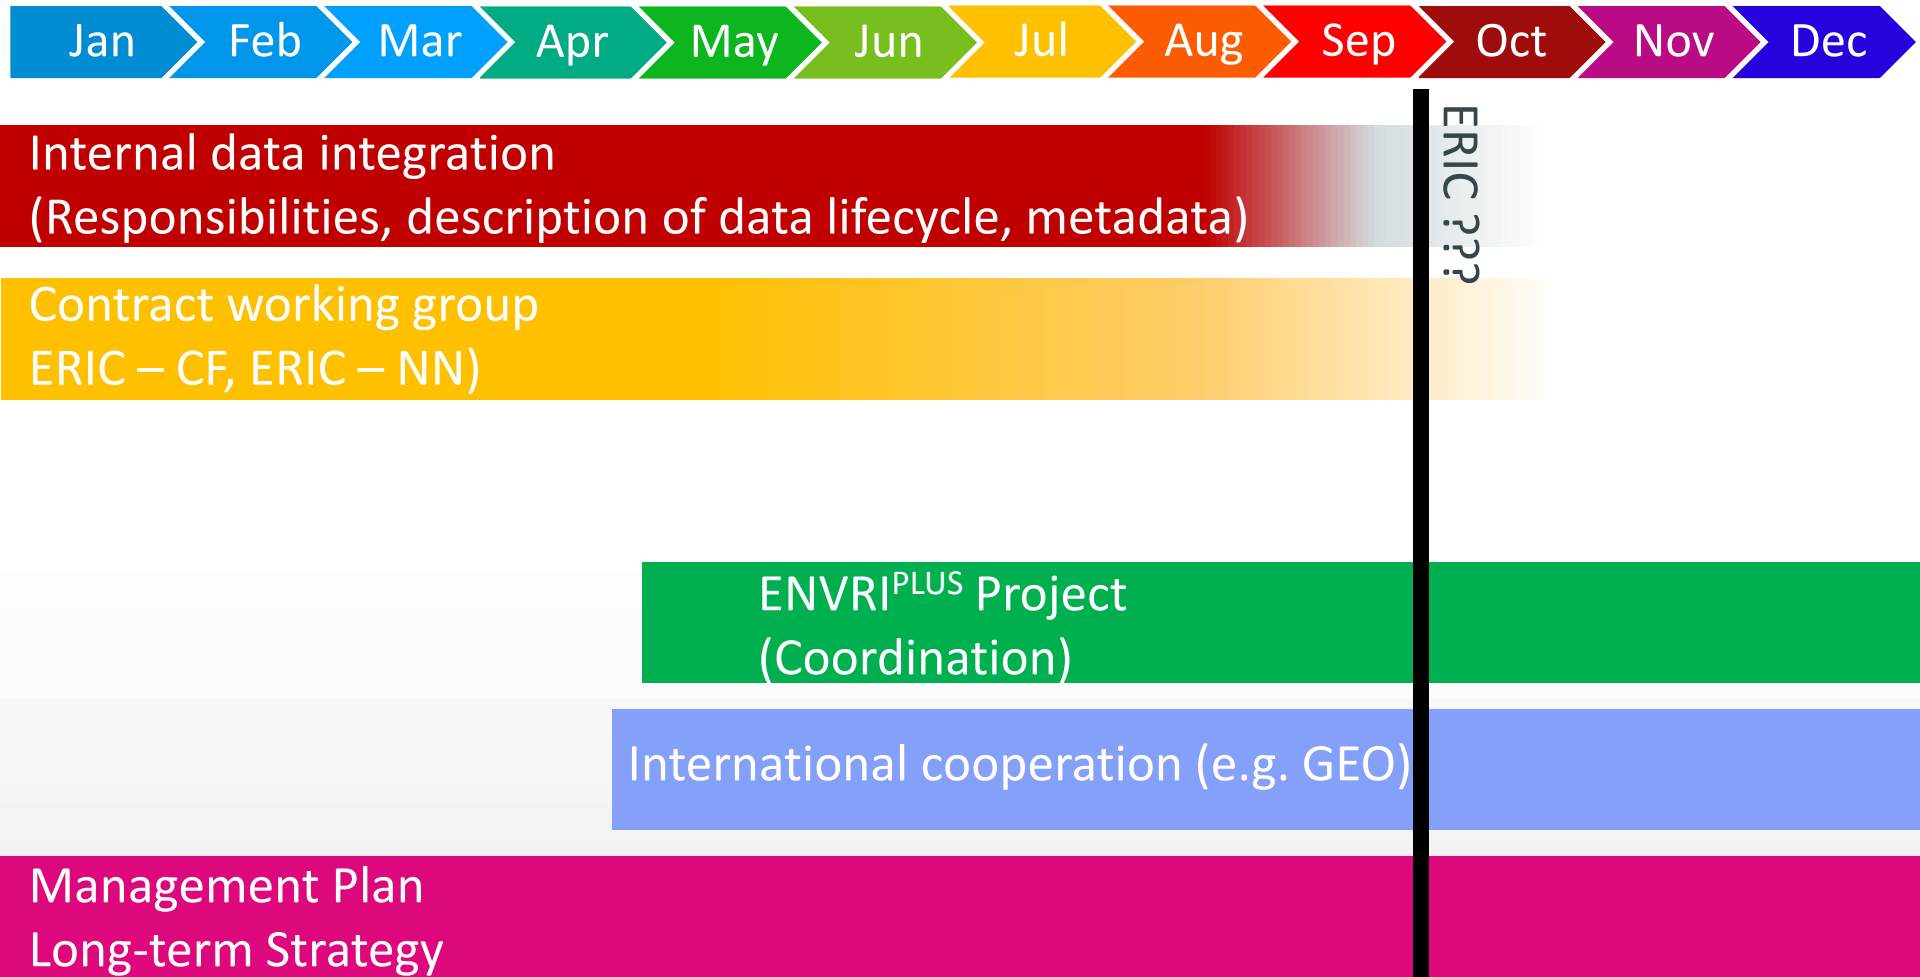 Jan Feb Mar Apr May Jun Jul Aug Sep Oct Nov Dec
ERIC ???
Internal data integration
(Responsibilities, description of data lifecycle, metadata)
Contract working group
ERIC – CF, ERIC – NN)
ENVRIPLUS Project
(Coordination)
International cooperation (e.g. GEO)
Management Plan
Long-term Strategy